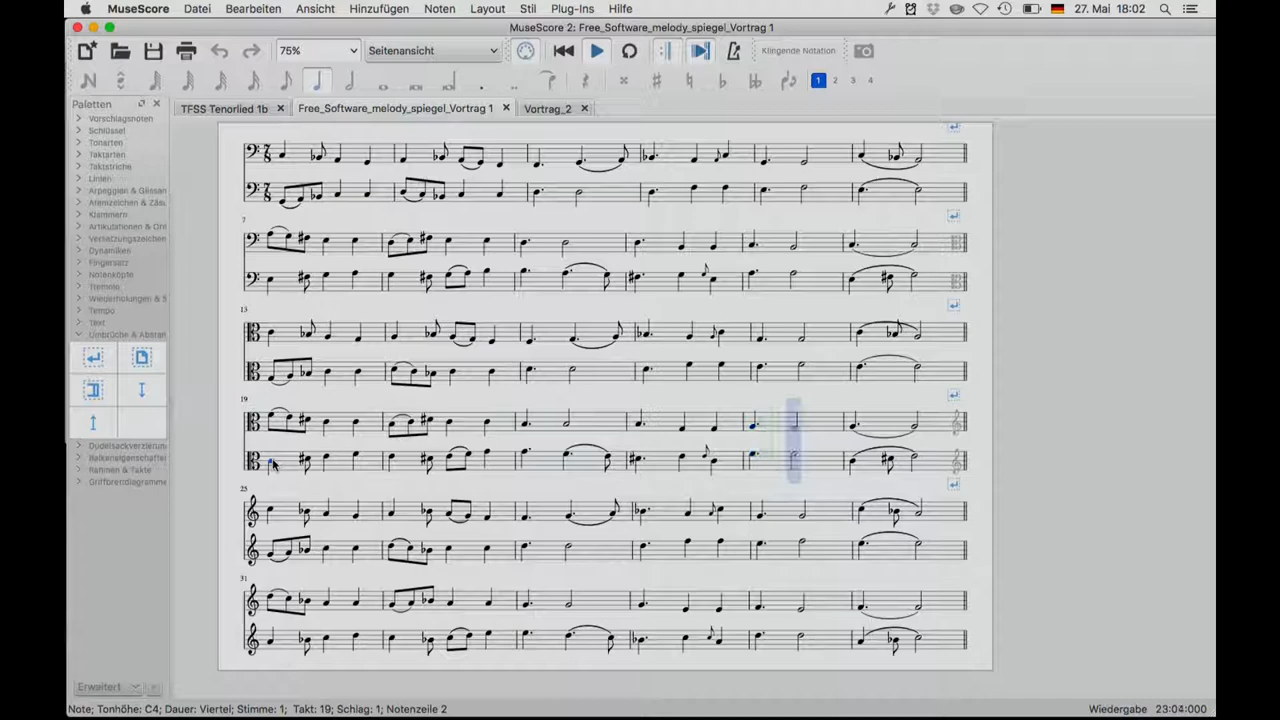 MuseScore Datei Bearbeiten Ansicht Hinzufügen Noten Stil Plug-Ins Hilfe 27. Mai 18:02
MuseScore 2: Free_Software_melody_spiegel_Vortrag 1
75% Seitenansicht Klingende Notation
1 2 3 4
Paletten
TFSS Tenorlied 1b Free_Software_melody_spiegel_Vortrag 1 Vortrag_2
Vorschlagsnoten
Schlüssel
Tonarten
Taktarten
Taktstriche
Linien
Arpeggien & Glissan
Atemzeichen & Zäsu
Klammern
Artikulationen & Orn
Versetzungszeichen
Dynamiken
Fingersatz
Notenköpfe
Tremolo
Wiederholungen & S
Tempo
Text
Umbrüche & Abstän
Dudelsackverzierun
Balkeneigenschafte
Rahmen & Takte
Griffbrettdiagramme
7
13
19
25
31
Erweitert
Note; Tonhöhe: C4; Dauer: Viertel; Stimme: 1; Takt: 19; Schlag: 1; Notenzeile 2
Wiedergabe 23:04:000